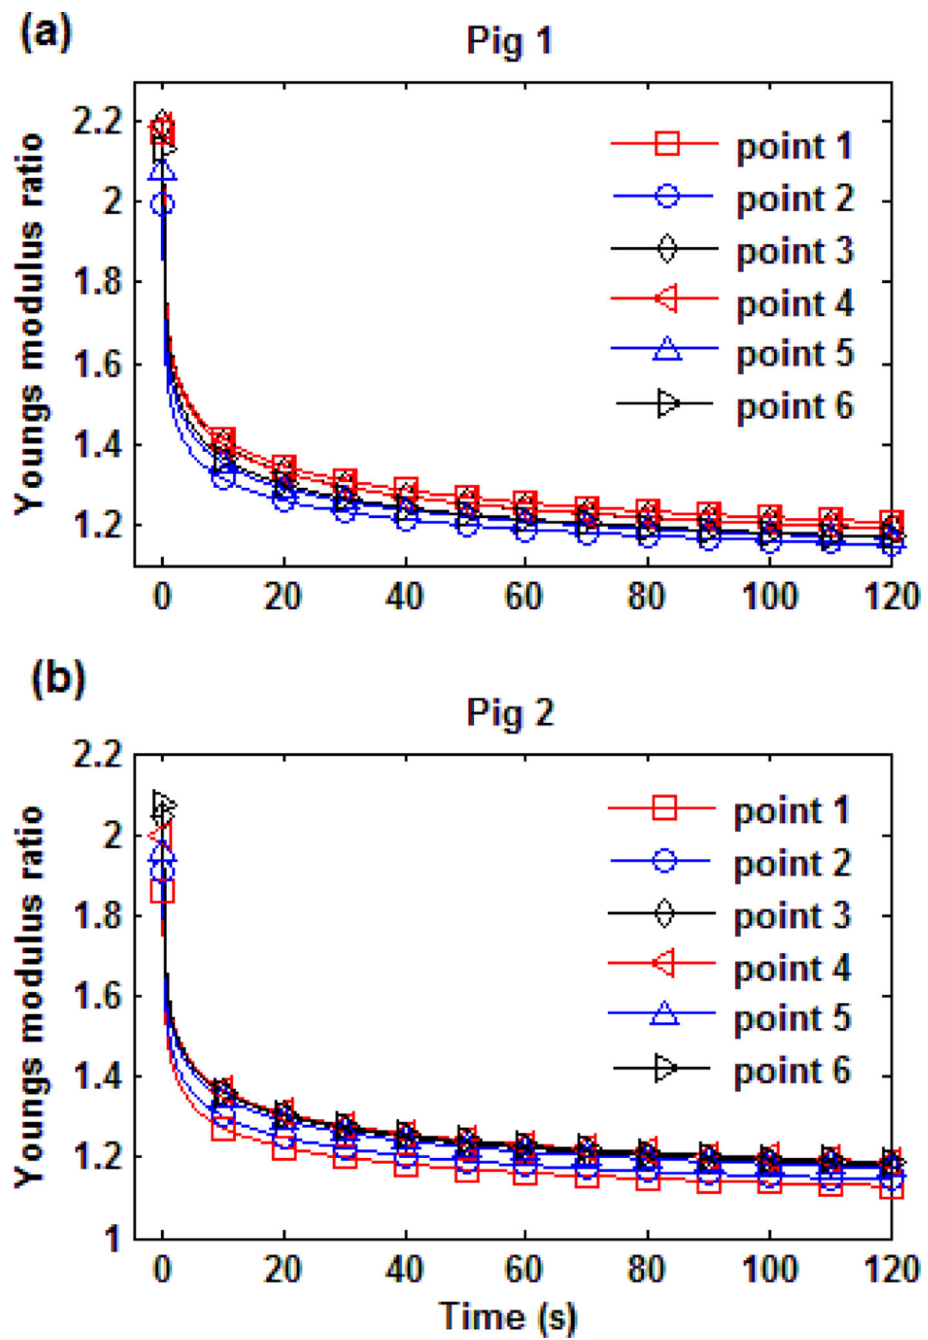 (a)
Pig 1
Youngs modulus ratio
2.2
2
1.8
1.6
1.4
1.2
point 1
point 2
point 3
point 4
point 5
point 6
0 20 40 60 80 100 120
(b)
Pig 2
Youngs modulus ratio
2.2
2
1.8
1.6
1.4
1.2
1
point 1
point 2
point 3
point 4
point 5
point 6
0 20 40 60 80 100 120
Time (s)